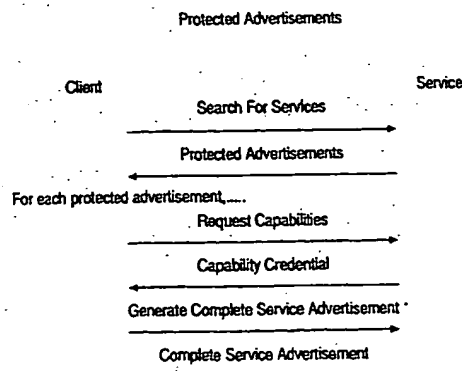 Protected Advertisements
Client
Service
Search For Services
Protected Advertisements
For each protected advertisement,.....
Request Capabilities
Capability Credential
Generate Complete Service Advertisement
Complete Service Advertisement